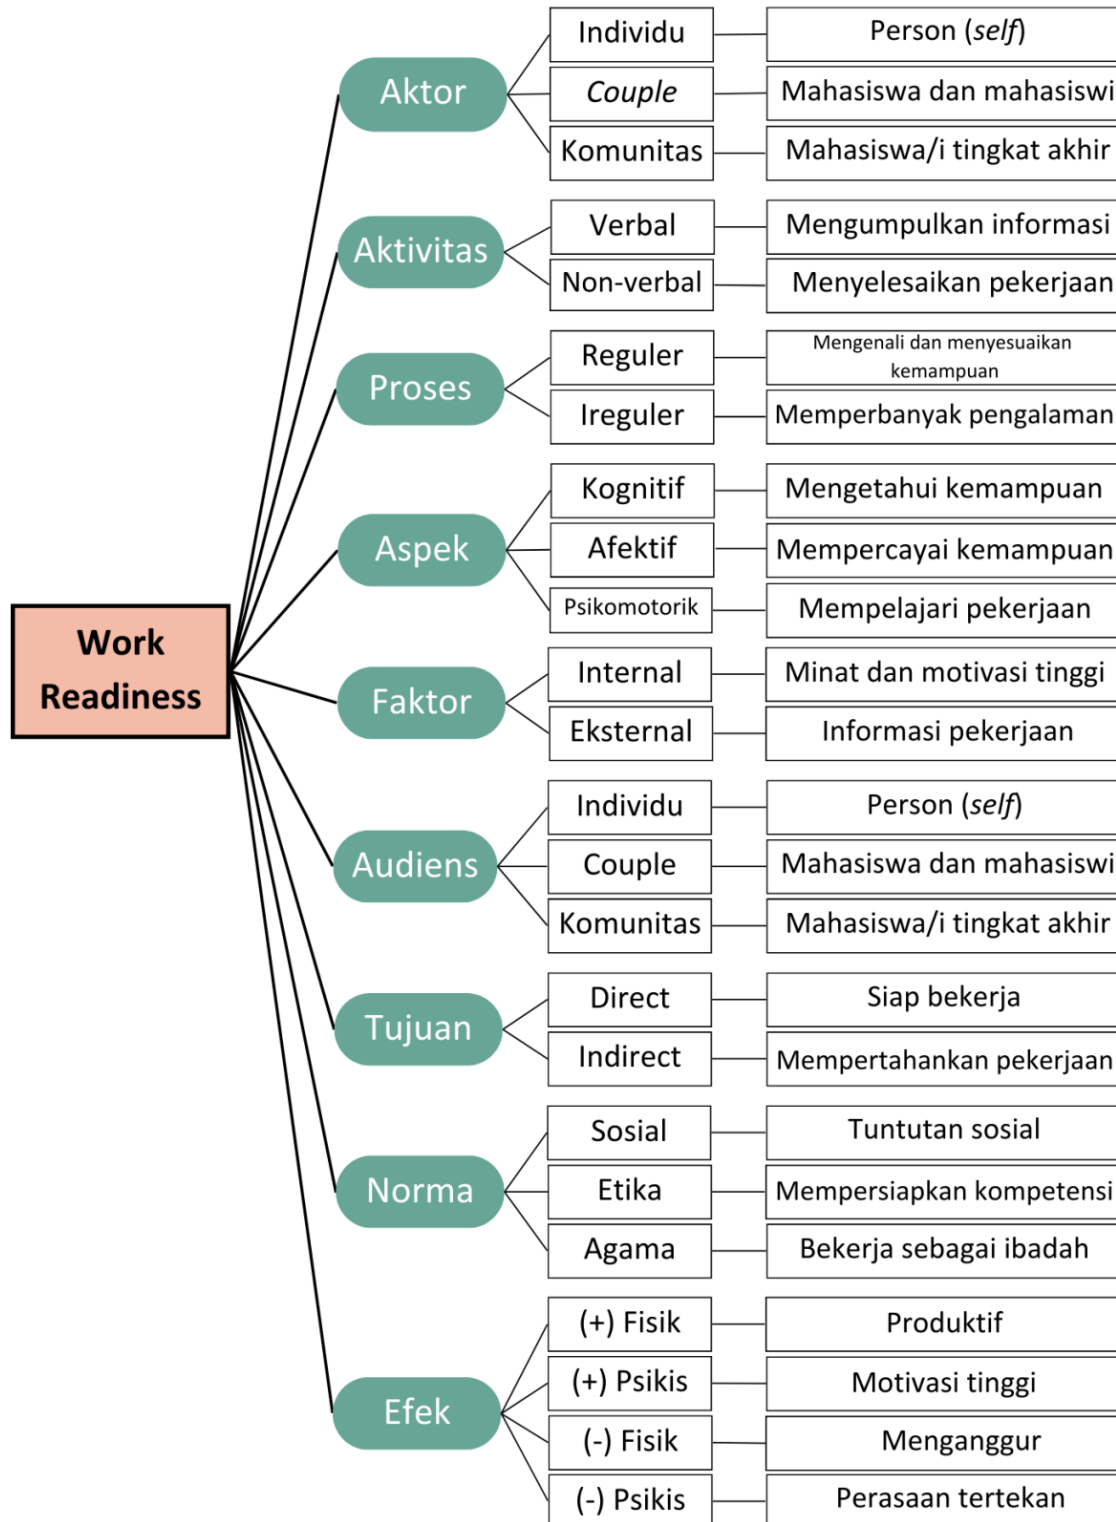 Work
Readiness
Aktor
Individu
Person (self)
Couple
Mahasiswa dan mahasiswi
Komunitas
Mahasiswa/i tingkat akhir
Aktivitas
Verbal
Mengumpulkan informasi
Non-verbal
Menyelesaikan pekerjaan
Proses
Reguler
Mengenali dan menyesuaikan
kemampuan
Ireguler
Memperbanyak pengalaman
Aspek
Kognitif
Mengetahui kemampuan
Afektif
Mempercayai kemampuan
Psikomotorik
Mempelajari pekerjaan
Faktor
Internal
Minat dan motivasi tinggi
Eksternal
Informasi pekerjaan
Audiens
Individu
Person (self)
Couple
Mahasiswa dan mahasiswi
Komunitas
Mahasiswa/i tingkat akhir
Tujuan
Direct
Siap bekerja
Indirect
Mempertahankan pekerjaan
Norma
Sosial
Tuntutan sosial
Etika
Mempersiapkan kompetensi
Agama
Bekerja sebagai ibadah
Efek
(+) Fisik
Produktif
(+) Psikis
Motivasi tinggi
(-) Fisik
Menganggur
(-) Psikis
Perasaan tertekan